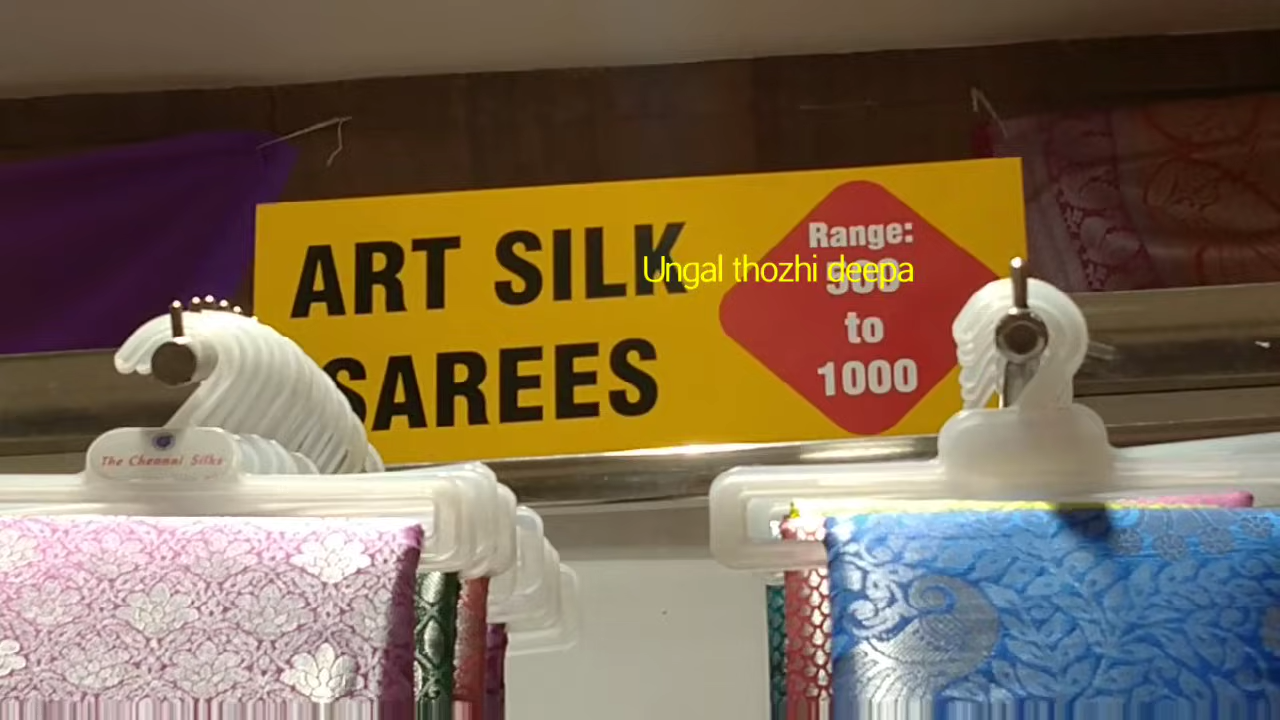 ART SILK
SAREES
Range:
to
1000
Ungal thozhi deepa
The Chennai Silks